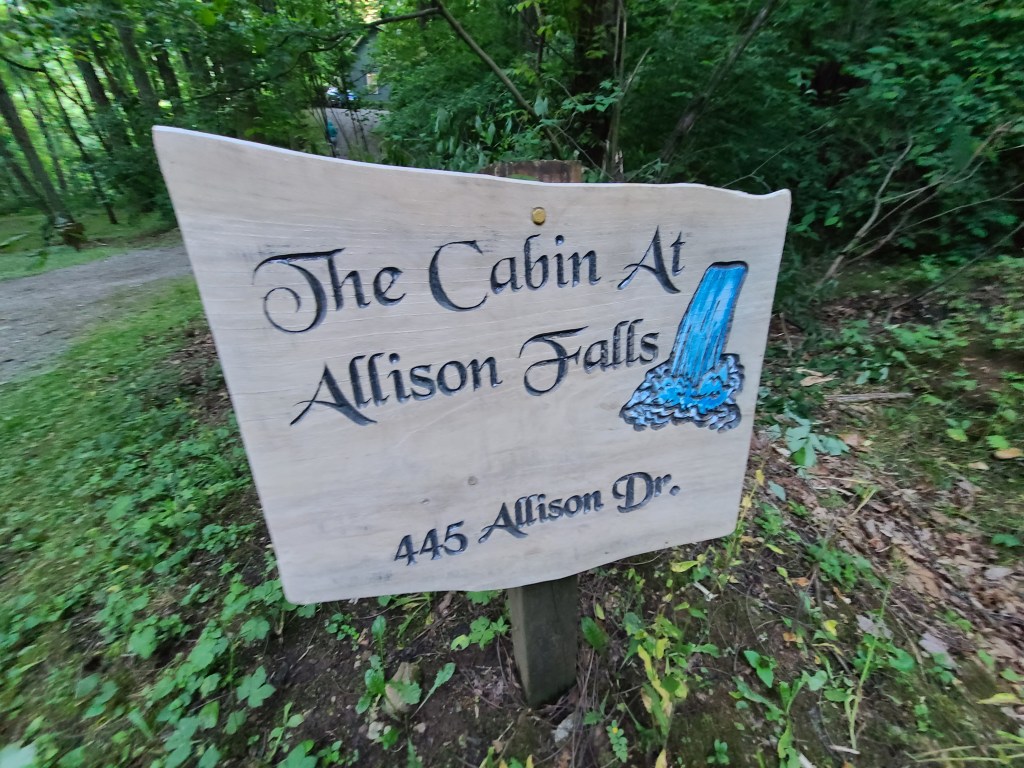 The Cabin At
Allison Falls
445 Allison Dr.